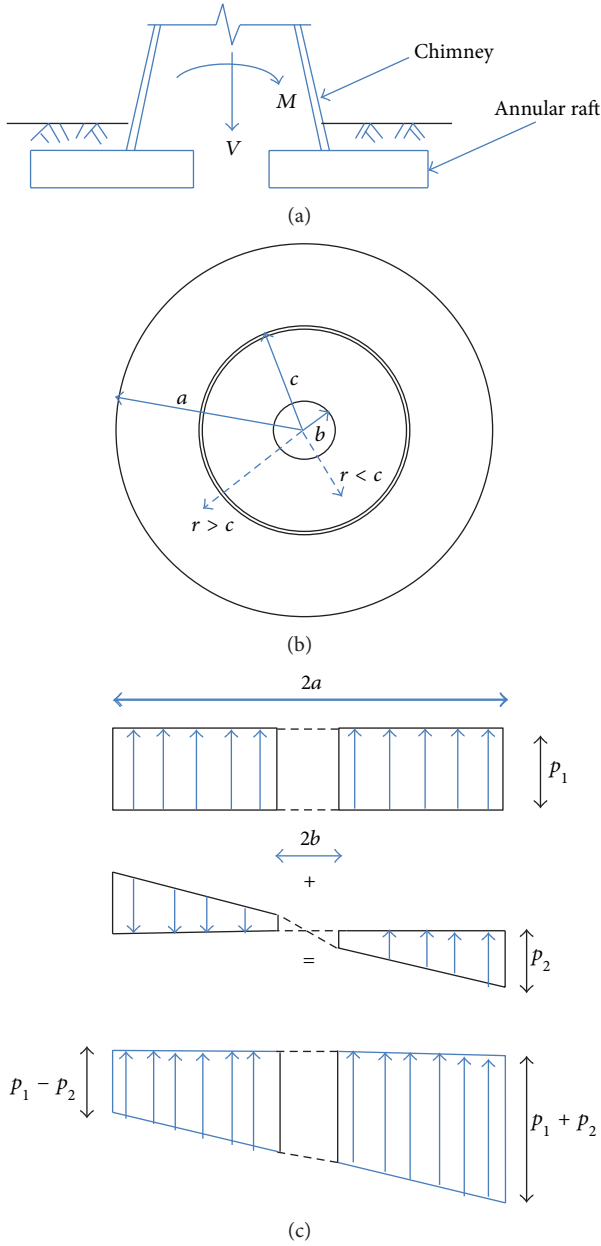 Chimney
M
Annular raft
V
(a)
c
a
b
r < c
r > c
(b)
2a
p₁
2b
+
p₂
=
p₁ − p₂
p₁ + p₂
(c)